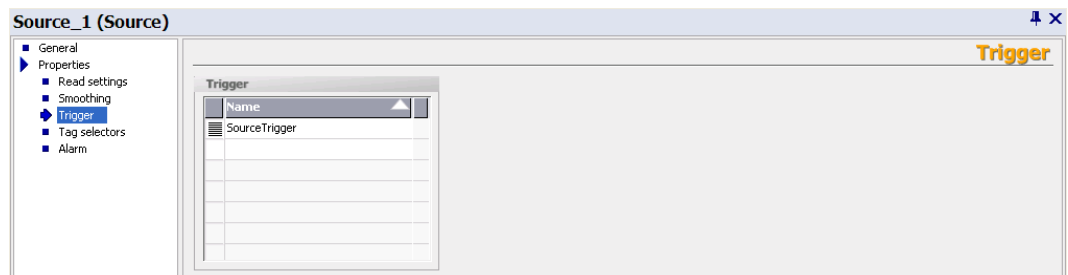 Source_1 (Source)
General
Properties
Read settings
Smoothing
Trigger
Tag selectors
Alarm
Trigger
Trigger
Name
SourceTrigger